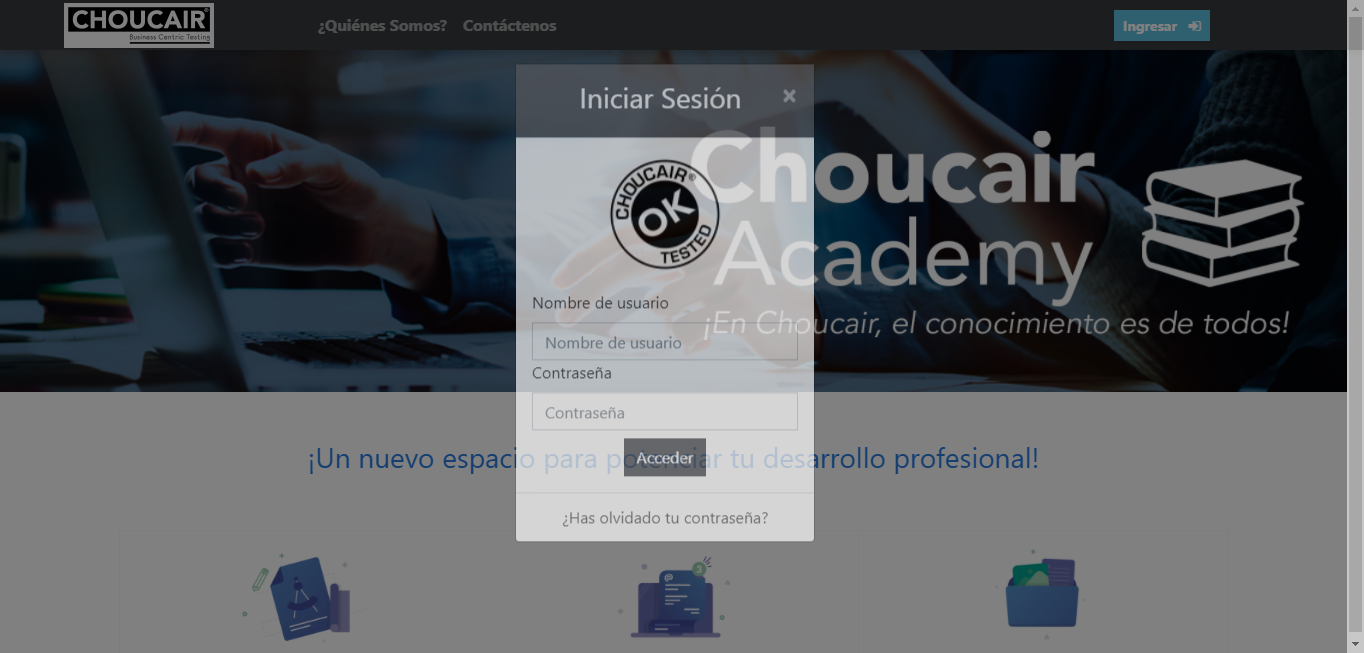 CHOUCAIR®
Business Centric Testing
¿Quiénes Somos?
Contáctenos
Ingresar
Iniciar Sesión
×
CHOUCAIR®
OK
TESTED
Choucair
Academy
¡En Choucair, el conocimiento es de todos!
Nombre de usuario
Nombre de usuario
Contraseña
Contraseña
Acceder
¡Un nuevo espacio para potenciar tu desarrollo profesional!
¿Has olvidado tu contraseña?